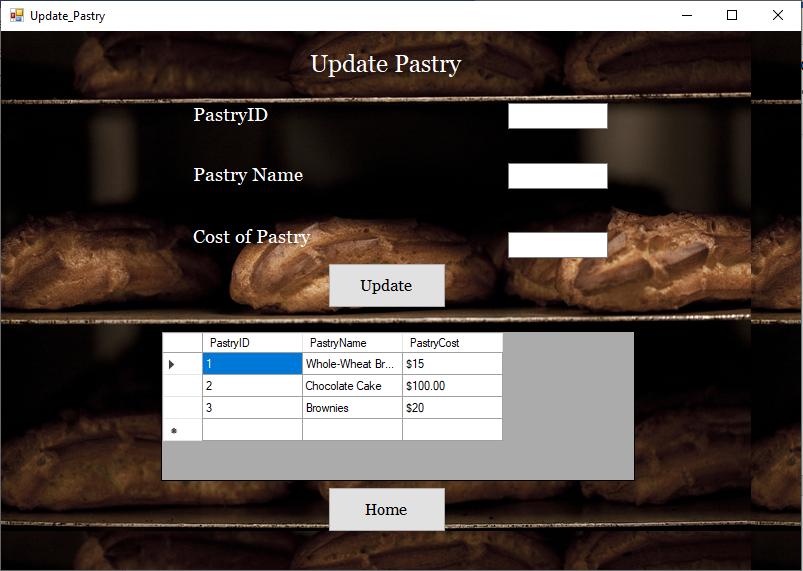 Update_Pastry
Update Pastry
PastryID
Pastry Name
Cost of Pastry
Update
PastryID PastryName PastryCost
1 Whole-Wheat Br... $15
2 Chocolate Cake $100.00
3 Brownies $20
Home